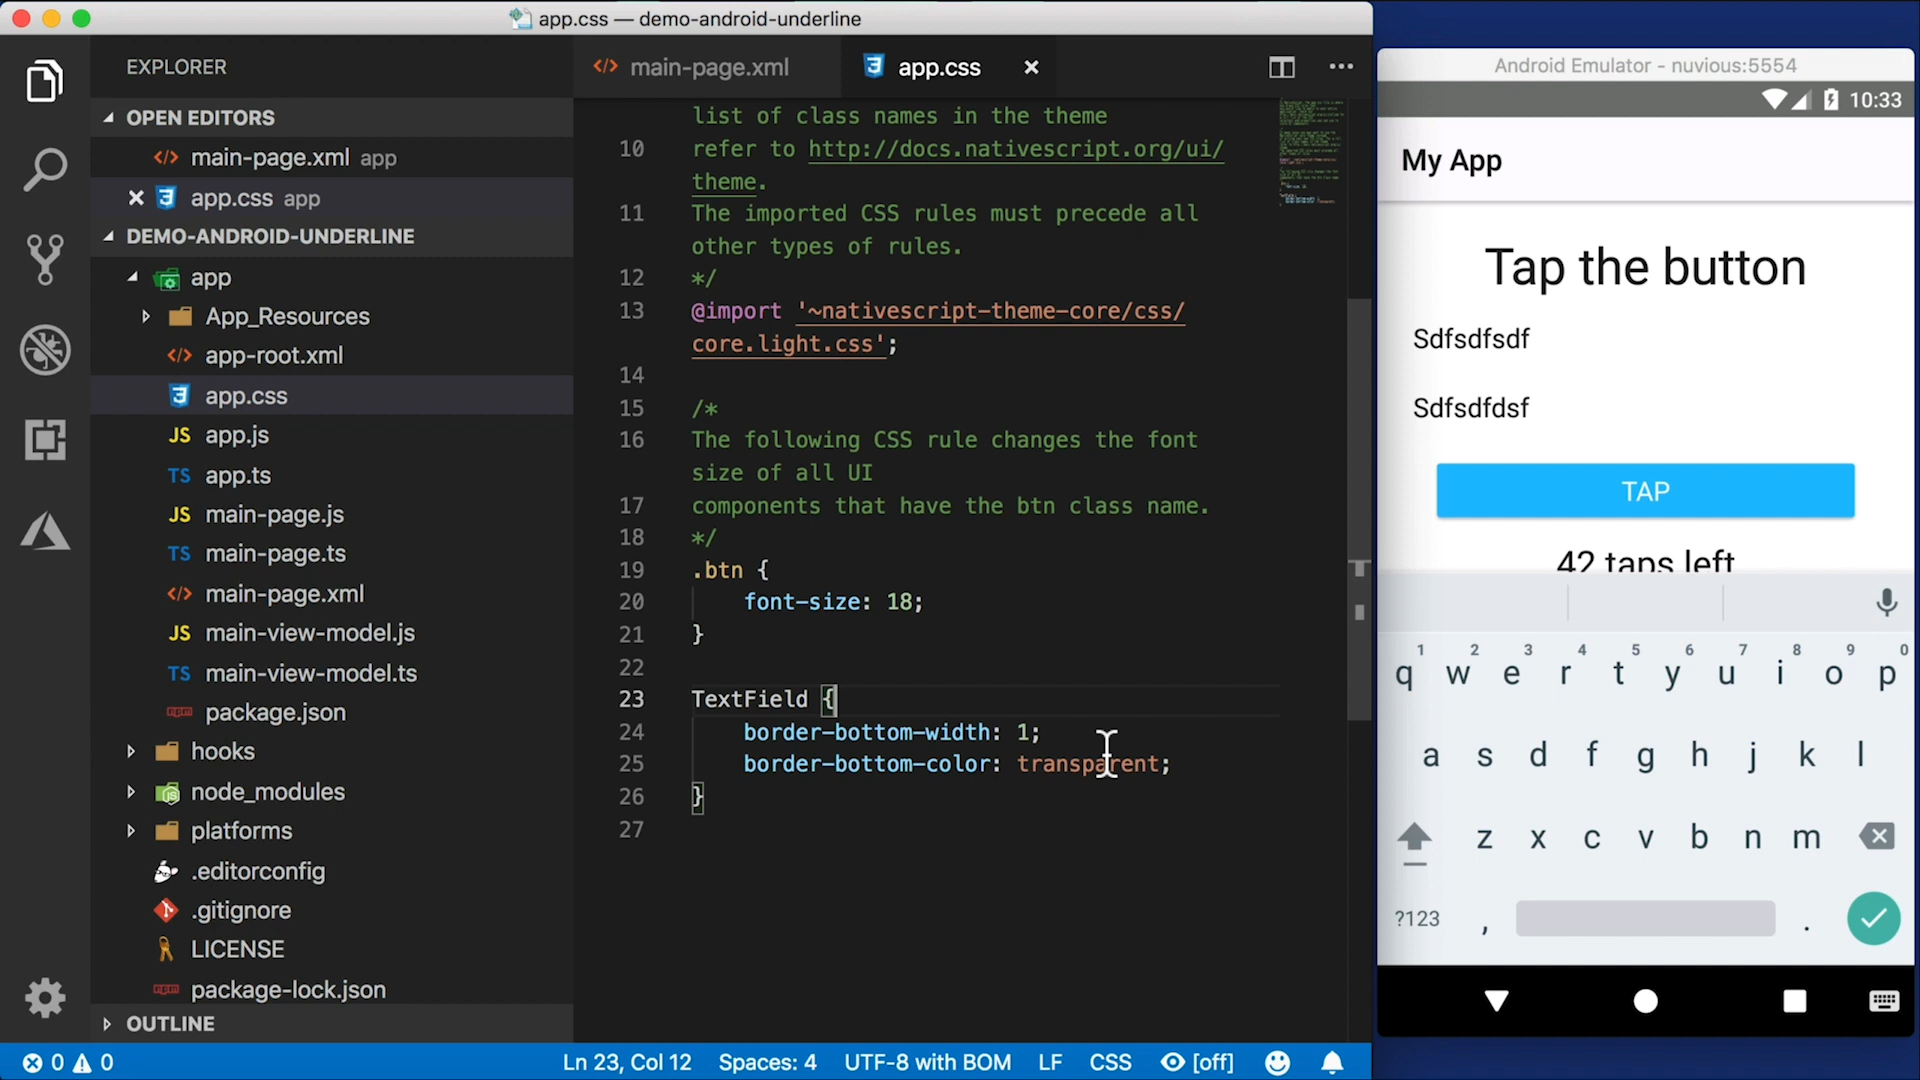 app.css — demo-android-underline
EXPLORER
OPEN EDITORS
main-page.xml app
app.css app
DEMO-ANDROID-UNDERLINE
app
App_Resources
app-root.xml
app.css
JS app.js
TS app.ts
JS main-page.js
TS main-page.ts
main-page.xml
JS main-view-model.js
TS main-view-model.ts
package.json
hooks
node_modules
platforms
.editorconfig
.gitignore
LICENSE
package-lock.json
OUTLINE
main-page.xml
app.css
list of class names in the theme
10 refer to http://docs.nativescript.org/ui/
theme.
11 The imported CSS rules must precede all
other types of rules.
12 */
13 @import '~nativescript-theme-core/css/
core.light.css';
14
15 /*
16 The following CSS rule changes the font
size of all UI
17 components that have the btn class name.
18 */
19 .btn {
20 font-size: 18;
21 }
22
23 TextField {
24 border-bottom-width: 1;
25 border-bottom-color: transparent;
26 }
27
0 0
Ln 23, Col 12 Spaces: 4 UTF-8 with BOM LF CSS [off]
Android Emulator - nuvious:5554
10:33
My App
Tap the button
Sdfsdfsdf
Sdfsdfdsf
TAP
42 taps left
1 2 3 4 5 6 7 8 9 0
q w e r t y u i o p
a s d f g h j k l
z x c v b n m
?123 , .